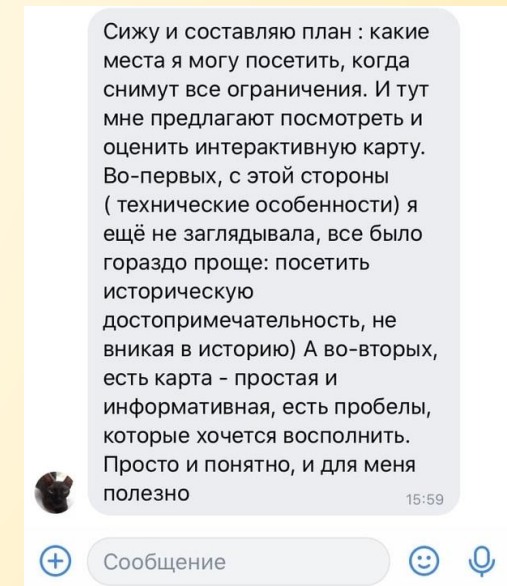 Сижу и составляю план : какие
места я могу посетить, когда
снимут все ограничения. И тут
мне предлагают посмотреть и
оценить интерактивную карту.
Во-первых, с этой стороны
( технические особенности) я
ещё не заглядывала, все было
гораздо проще: посетить
историческую
достопримечательность, не
вникая в историю) А во-вторых,
есть карта - простая и
информативная, есть пробелы,
которые хочется восполнить.
Просто и понятно, и для меня
полезно
15:59
Сообщение